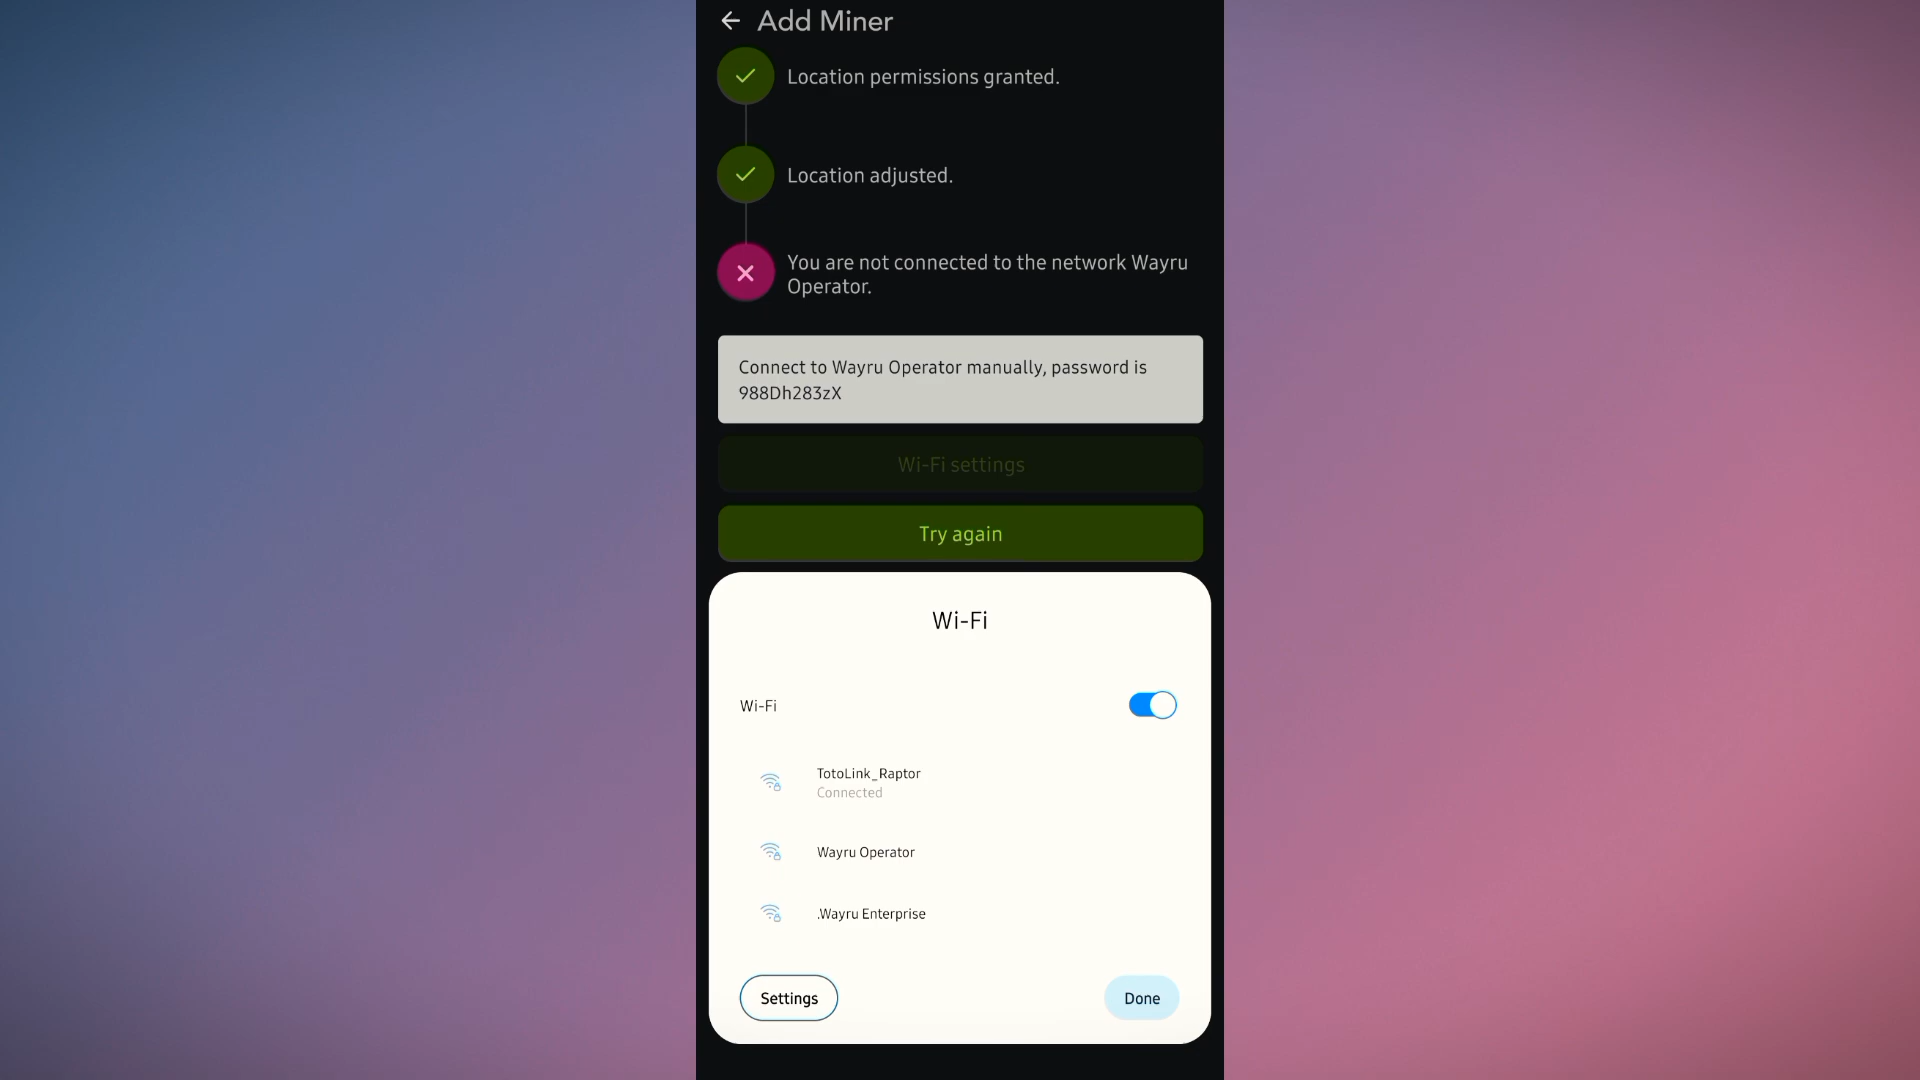 Add Miner
Location permissions granted.
Location adjusted.
You are not connected to the network Wayru
Operator.
Connect to Wayru Operator manually, password is
988Dh283zX
Wi-Fi settings
Try again
Wi-Fi
Wi-Fi
TotoLink_Raptor
Connected
Wayru Operator
.Wayru Enterprise
Settings
Done